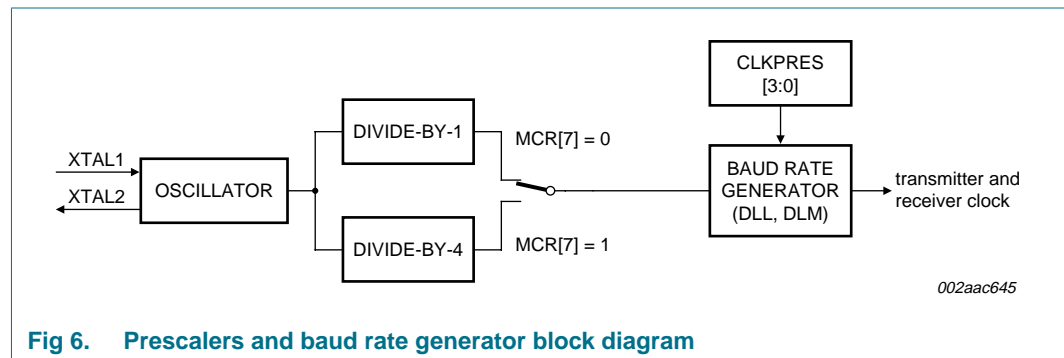 XTAL1
XTAL2
OSCILLATOR
DIVIDE-BY-1
DIVIDE-BY-4
MCR[7] = 0
MCR[7] = 1
CLKPRES
[3:0]
BAUD RATE
GENERATOR
(DLL, DLM)
transmitter and
receiver clock
002aac645
Fig 6. Prescalers and baud rate generator block diagram